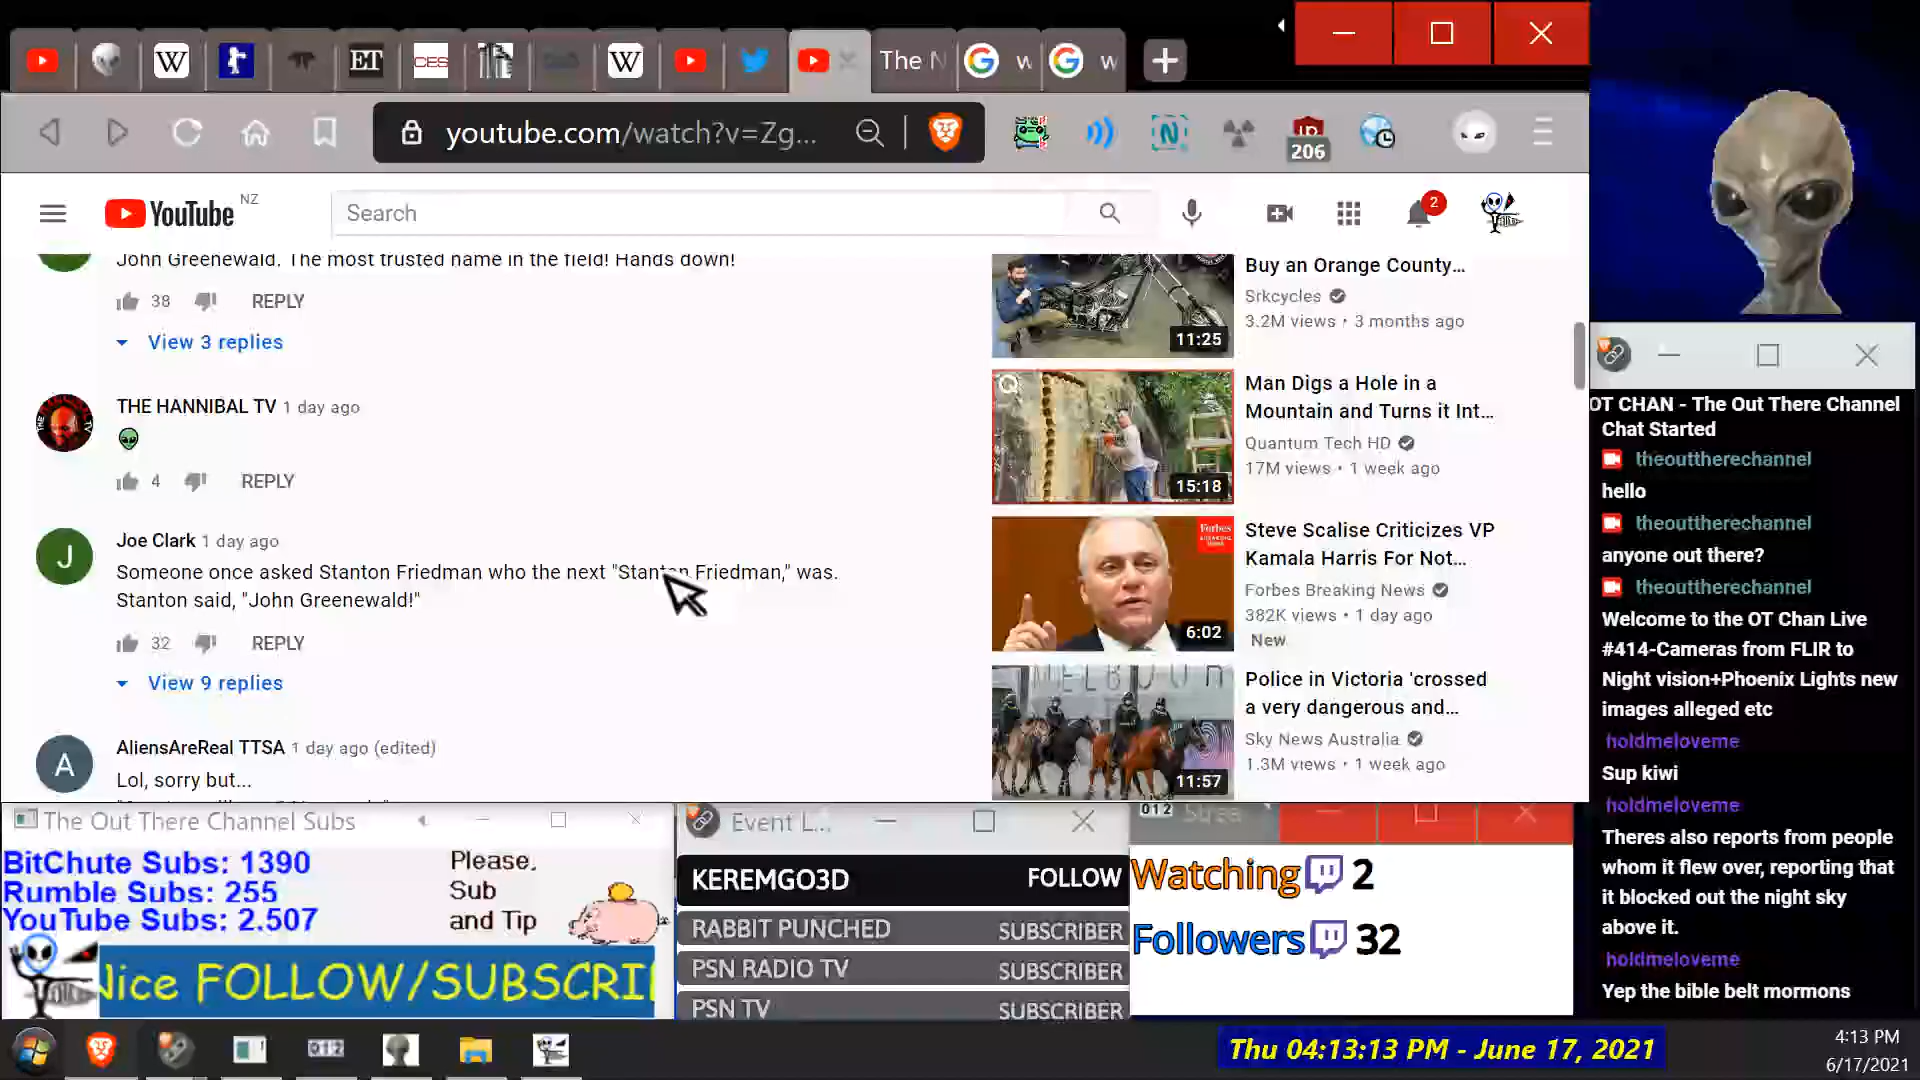 W
ET
CES
W
The N
w
w
youtube.com/watch?v=Zg...
206
YouTube NZ
Search
2
John Greenewald. The most trusted name in the field! Hands down!
38 REPLY
View 3 replies
THE HANNIBAL TV 1 day ago
4 REPLY
J
Joe Clark 1 day ago
Someone once asked Stanton Friedman who the next "Stanton Friedman," was.
Stanton said, "John Greenewald!"
32 REPLY
View 9 replies
A
AliensAreReal TTSA 1 day ago (edited)
Lol, sorry but...
11:25
Buy an Orange County...
Srkcycles
3.2M views • 3 months ago
15:18
Man Digs a Hole in a
Mountain and Turns it Int...
Quantum Tech HD
17M views • 1 week ago
Forbes
6:02
Steve Scalise Criticizes VP
Kamala Harris For Not...
Forbes Breaking News
382K views • 1 day ago
New
11:57
Police in Victoria 'crossed
a very dangerous and...
Sky News Australia
1.3M views • 1 week ago
OT CHAN - The Out There Channel
Chat Started
theouttherechannel
hello
theouttherechannel
anyone out there?
theouttherechannel
Welcome to the OT Chan Live
#414-Cameras from FLIR to
Night vision+Phoenix Lights new
images alleged etc
holdmeloveme
Sup kiwi
holdmeloveme
Theres also reports from people
whom it flew over, reporting that
it blocked out the night sky
above it.
holdmeloveme
Yep the bible belt mormons
The Out There Channel Subs
BitChute Subs: 1390
Rumble Subs: 255
YouTube Subs: 2.507
Please,
Sub
and Tip
Nice FOLLOW/SUBSCRI
Event L...
KEREMGO3D FOLLOW
RABBIT PUNCHED SUBSCRIBER
PSN RADIO TV SUBSCRIBER
PSN TV SUBSCRIBER
012
Watching 2
Followers 32
012
Thu 04:13:13 PM - June 17, 2021
4:13 PM
6/17/2021